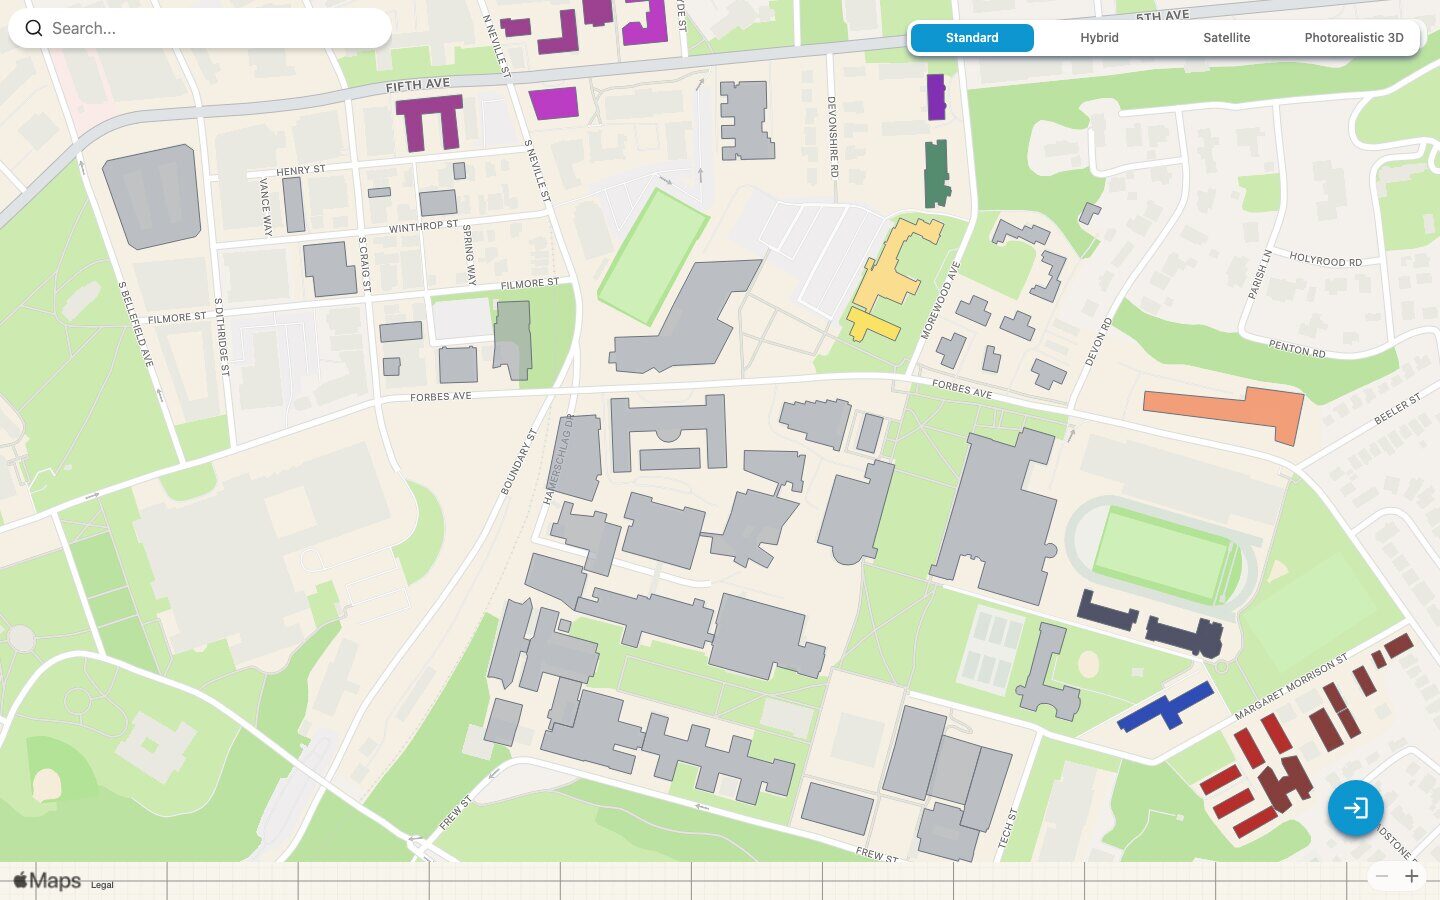 Search...
Standard
Hybrid
Satellite
Photorealistic 3D
5TH AVE
N NEVILLE ST
FIFTH AVE
DEVONSHIRE RD
S NEVILLE ST
HENRY ST
VANCE WAY
WINTHROP ST
SPRING WAY
S CRAIG ST
FILMORE ST
FILMORE ST
S BELLEFIELD AVE
S DITHRIDGE ST
MOREWOOD AVE
PARISH LN
HOLYROOD RD
DEVON RD
PENTON RD
FORBES AVE
FORBES AVE
BEELER ST
BOUNDARY ST
HAMERSCHLAG DR
MARGARET MORRISON ST
FREW ST
TECH ST
FREW ST
Maps
Legal